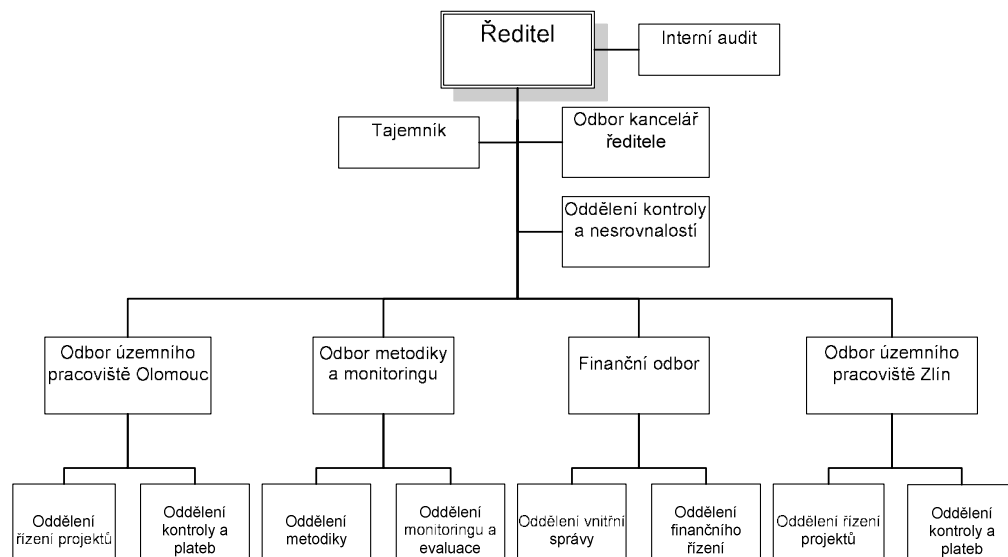 Ředitel
Interní audit
Tajemník
Odbor kancelář
ředitele
Oddělení kontroly
a nesrovnalostí
Odbor územního
pracoviště Olomouc
Odbor metodiky
a monitoringu
Finanční odbor
Odbor územního
pracoviště Zlín
Oddělení
řízení projektů
Oddělení
kontroly a
plateb
Oddělení
metodiky
Oddělení
monitoringu a
evaluace
Oddělení vnitřní
správy
Oddělení
finančního
řízení
Oddělení řízení
projektů
Oddělení
kontroly a
plateb